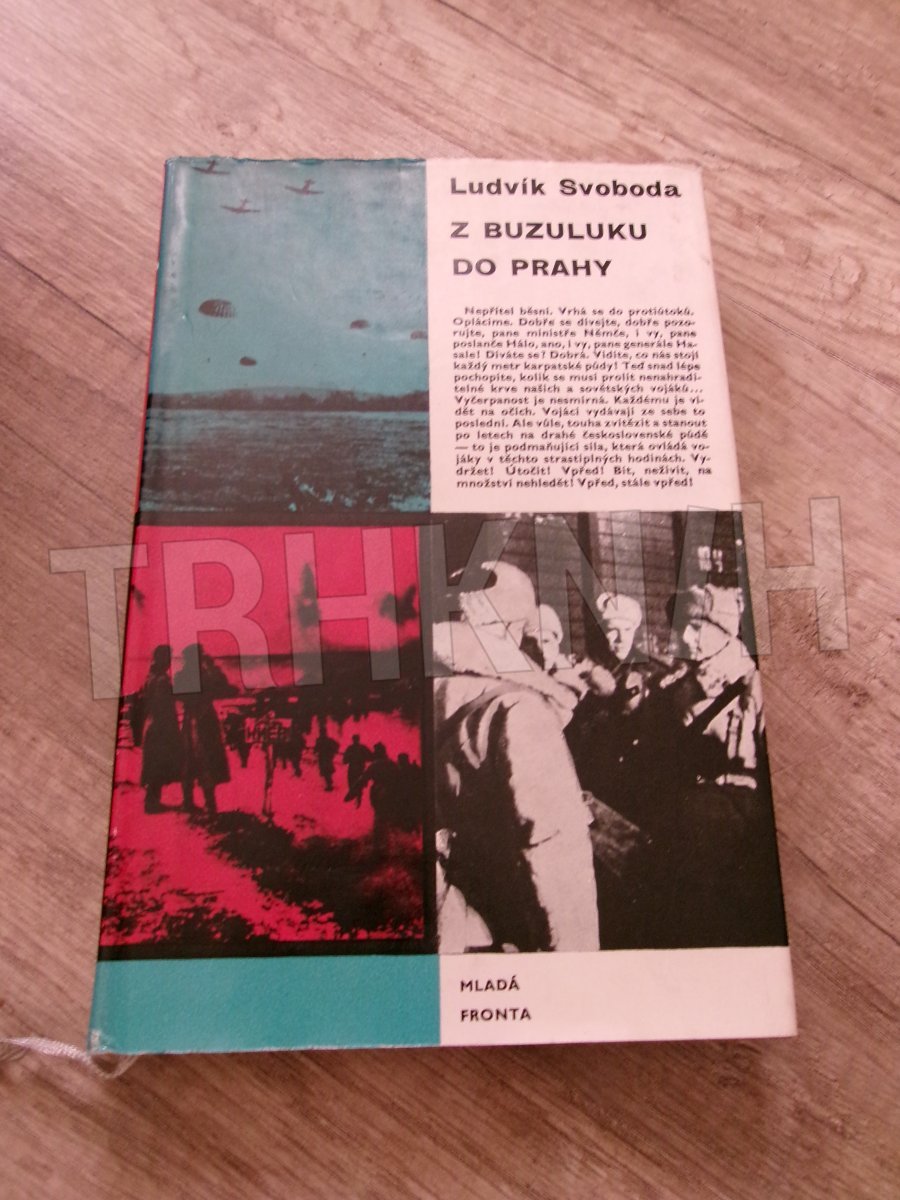 Ludvík Svoboda
Z BUZULUKU
DO PRAHY
Nepřítel běsní. Vrhá se do protiútoků.
Oplácíme. Dobře se dívejte, dobře pozo-
rujte, pane ministře Němče, i vy, pane
poslanče Hálo, ano, i vy, pane generále Ha-
sale! Díváte se? Dobrá. Vidíte, co nás stojí
každý metr karpatské půdy! Teď snad lépe
pochopíte, kolik se musí prolít nenahradi-
telné krve našich a sovětských vojáků...
Vyčerpanost je nesmírná. Každému je vi-
dět na očích. Vojáci vydávají ze sebe to
poslední. Ale vůle, touha zvítězit a stanout
po letech na drahé československé půdě
— to je podmaňující síla, která ovládá vo-
jáky v těchto strastiplných hodinách. Vy-
držet! Útočit! Vpřed! Bít, neživit, na
množství nehledět! Vpřed, stále vpřed!
TRHKNIH
MLADÁ
FRONTA